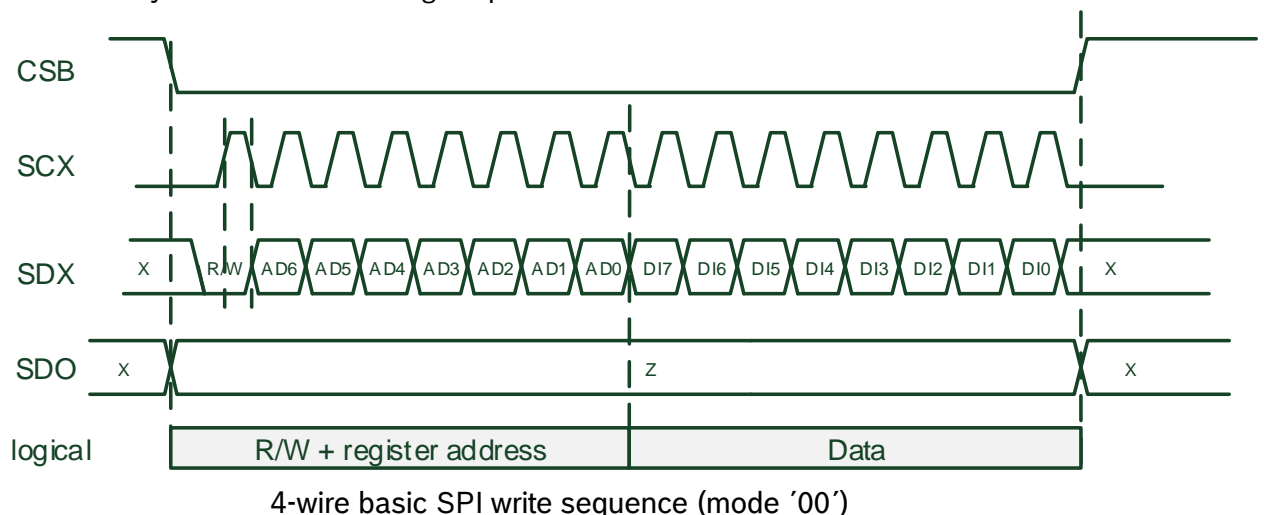 CSB
SCX
SDX X R/W AD6 AD5 AD4 AD3 AD2 AD1 AD0 DI7 DI6 DI5 DI4 DI3 DI2 DI1 DI0 X
SDO X Z X
logical R/W + register address Data
4-wire basic SPI write sequence (mode ´00´)